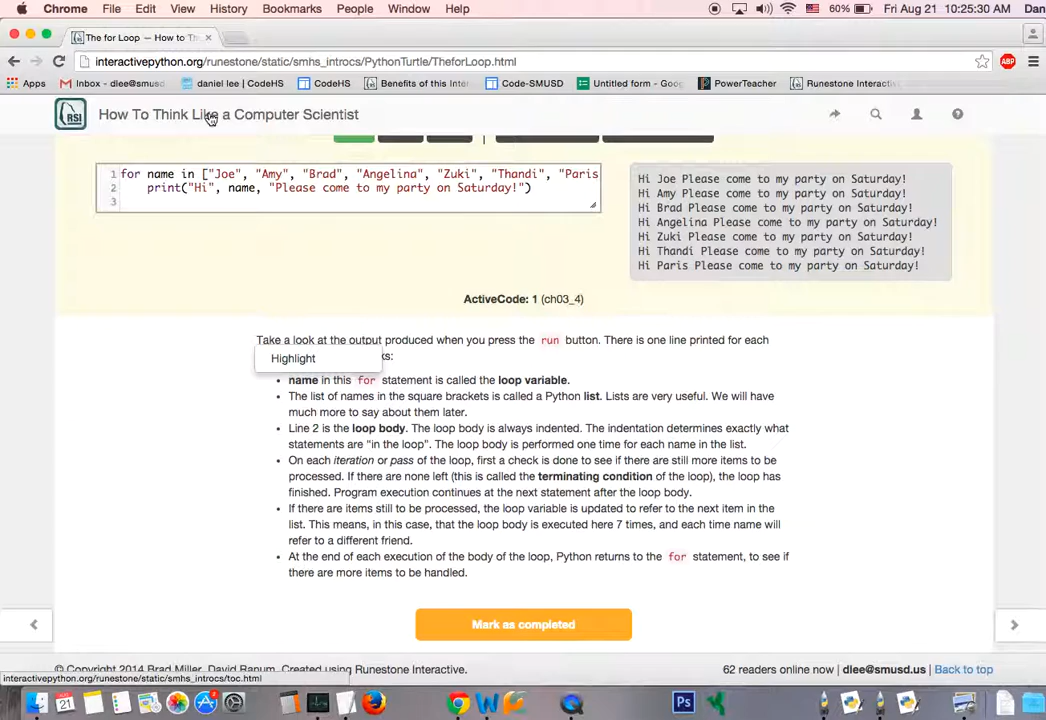 Chrome File Edit View History Bookmarks People Window Help 60% Fri Aug 21 10:25:30 AM Dan
The for Loop — How to Th
interactivepython.org/runestone/static/smhs_introcs/PythonTurtle/TheforLoop.html ABP
Apps Inbox - dlee@smusd daniel lee | CodeHS CodeHS Benefits of this Inter Code-SMUSD Untitled form - Goog PowerTeacher Runestone Interactiv
RSI How To Think Like a Computer Scientist
1 for name in ["Joe", "Amy", "Brad", "Angelina", "Zuki", "Thandi", "Paris
2 print("Hi", name, "Please come to my party on Saturday!")
3
Hi Joe Please come to my party on Saturday!
Hi Amy Please come to my party on Saturday!
Hi Brad Please come to my party on Saturday!
Hi Angelina Please come to my party on Saturday!
Hi Zuki Please come to my party on Saturday!
Hi Thandi Please come to my party on Saturday!
Hi Paris Please come to my party on Saturday!
ActiveCode: 1 (ch03_4)
Take a look at the output produced when you press the run button. There is one line printed for each
ks:
Highlight
• name in this for statement is called the loop variable.
• The list of names in the square brackets is called a Python list. Lists are very useful. We will have
much more to say about them later.
• Line 2 is the loop body. The loop body is always indented. The indentation determines exactly what
statements are "in the loop". The loop body is performed one time for each name in the list.
• On each iteration or pass of the loop, first a check is done to see if there are still more items to be
processed. If there are none left (this is called the terminating condition of the loop), the loop has
finished. Program execution continues at the next statement after the loop body.
• If there are items still to be processed, the loop variable is updated to refer to the next item in the
list. This means, in this case, that the loop body is executed here 7 times, and each time name will
refer to a different friend.
• At the end of each execution of the body of the loop, Python returns to the for statement, to see if
there are more items to be handled.
Mark as completed
© Copyright 2014 Brad Miller, David Ranum. Created using Runestone Interactive. 62 readers online now | dlee@smusd.us | Back to top
interactivepython.org/runestone/static/smhs_introcs/toc.html
21 Ps